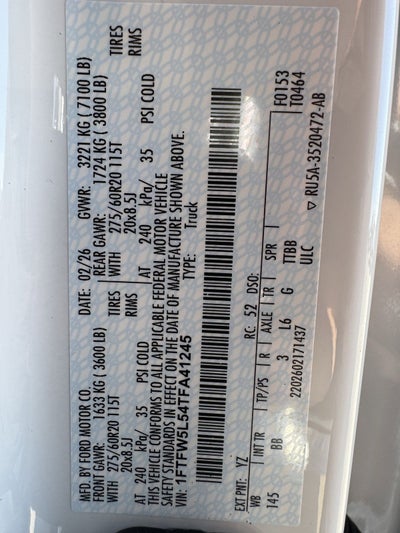 MFD. BY FORD MOTOR CO.
DATE: 02/26 GVWR: 3221 KG ( 7100 LB)
FRONT GAWR: 1633 KG (3600 LB) REAR GAWR: 1724 KG ( 3800 LB)
WITH 275/60R20 115T TIRES WITH 275/60R20 115T TIRES
20x8.5J RIMS 20x8.5J RIMS
AT 240 kPa/ 35 PSI COLD AT 240 kPa/ 35 PSI COLD
THIS VEHICLE CONFORMS TO ALL APPLICABLE FEDERAL MOTOR VEHICLE
SAFETY STANDARDS IN EFFECT ON THE DATE OF MANUFACTURE SHOWN ABOVE.
VIN: 1FTFW5L54TFA41245 TYPE: Truck
F0153
T0464
EXT PNT: YZ RC: 52 DSO:
WB INT TR TP/PS R AXLE TR SPR
145 BB 3 L6 G TTBB
2202602171437 ULC
▽ RU5A-3520472-AB